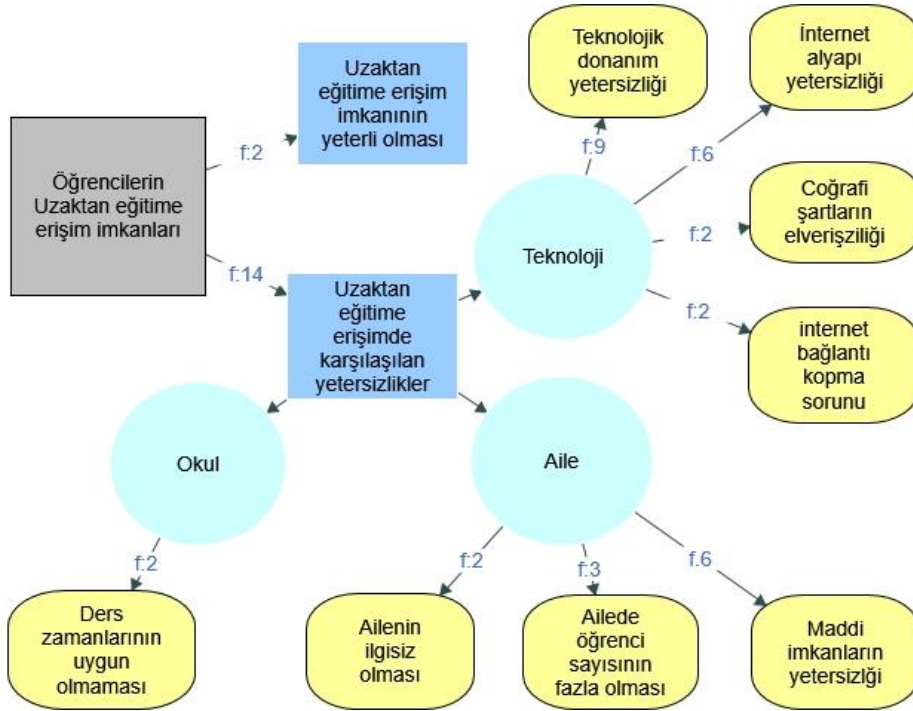 Öğrencilerin
Uzaktan eğitime
erişim imkanları
f:2
Uzaktan
eğitime erişim
imkanının
yeterli olması
f:14
Uzaktan
eğitime
erişimde
karşılaşılan
yetersizlikler
Teknoloji
f:9
Teknolojik
donanım
yetersizliği
f:6
İnternet
alyapı
yetersizliği
f:2
Coğrafi
şartların
elverişziliği
f:2
internet
bağlantı
kopma
sorunu
Okul
f:2
Ders
zamanlarının
uygun
olmaması
Aile
f:2
Ailenin
ilgisiz
olması
f:3
Ailede
öğrenci
sayısının
fazla olması
f.6
Maddi
imkanların
yetersizlği